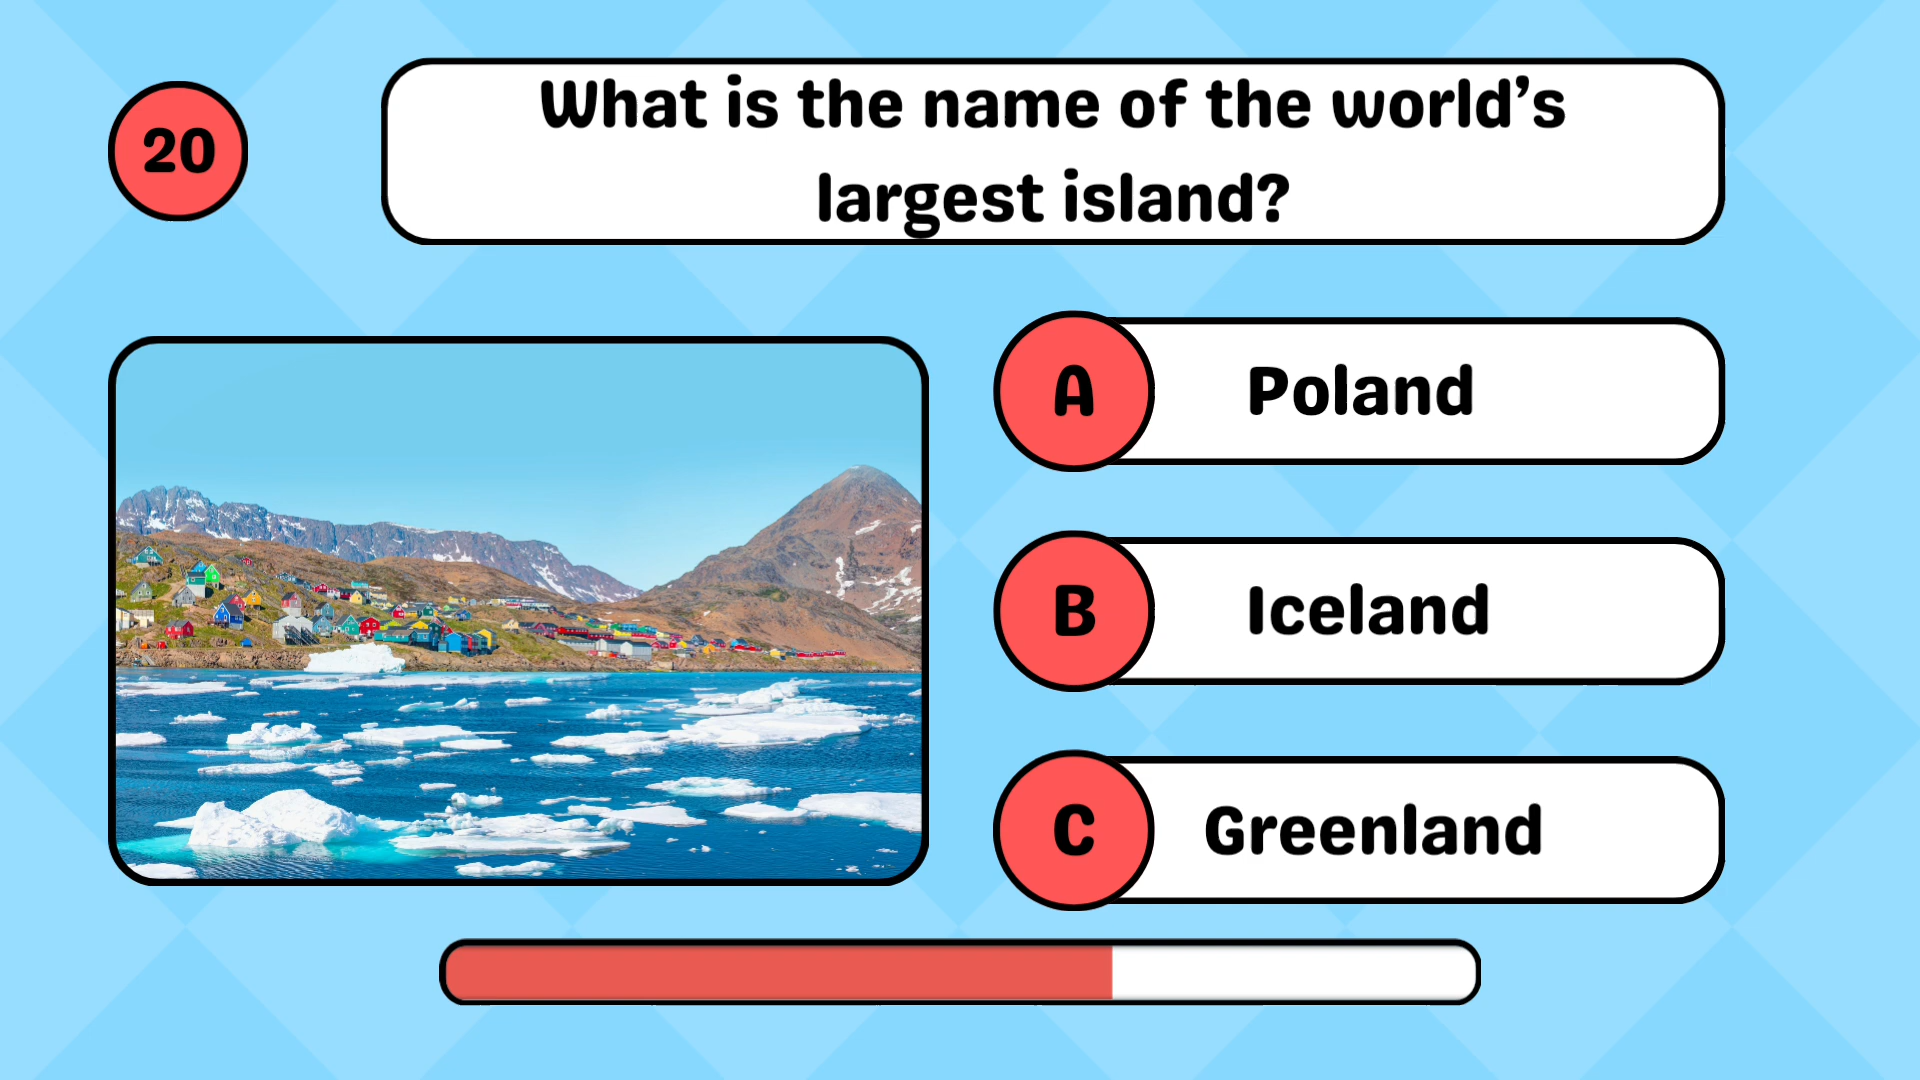 20
What is the name of the world’s
largest island?
A
Poland
B
Iceland
C
Greenland